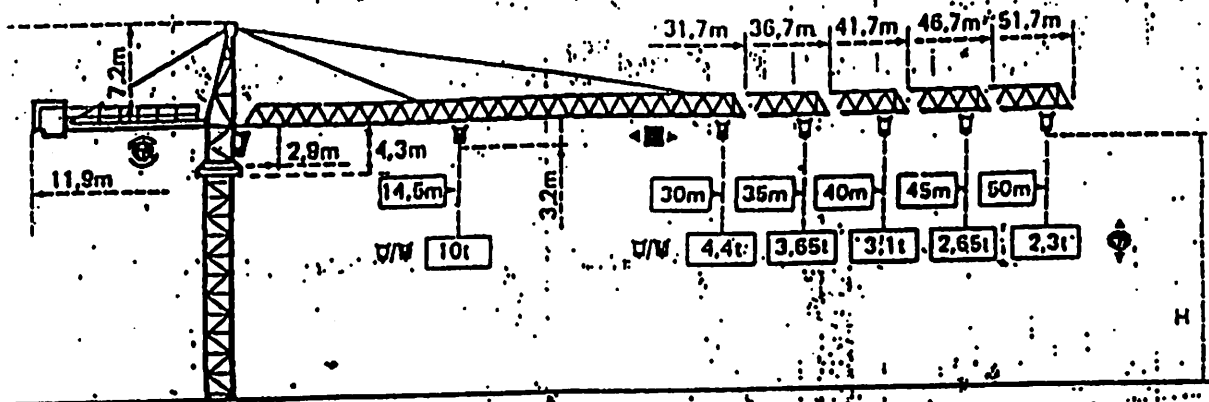 31,7m 36,7m 41,7m 46,7m 51,7m
7,2m
2,9m 4,3m
11,9m
14,5m 3,2m 30m 35m 40m 45m 50m
10t 4,4t 3,65t 3,1t 2,65t 2,3t
H